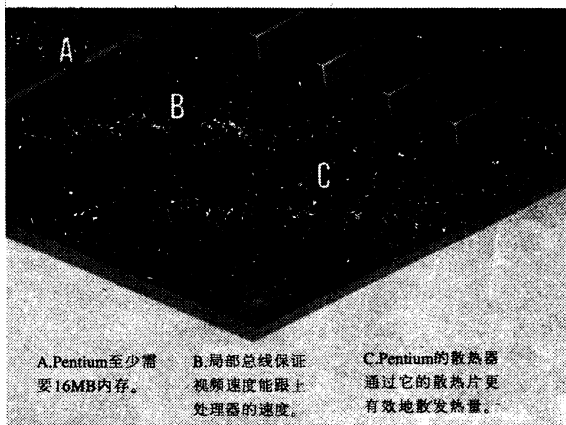 A
B
C
A.Pentium至少需
要16MB内存。
B.局部总线保证
视频速度能跟上
处理器的速度。
C.Pentium的散热器
通过它的散热片更
有效地散发热量。